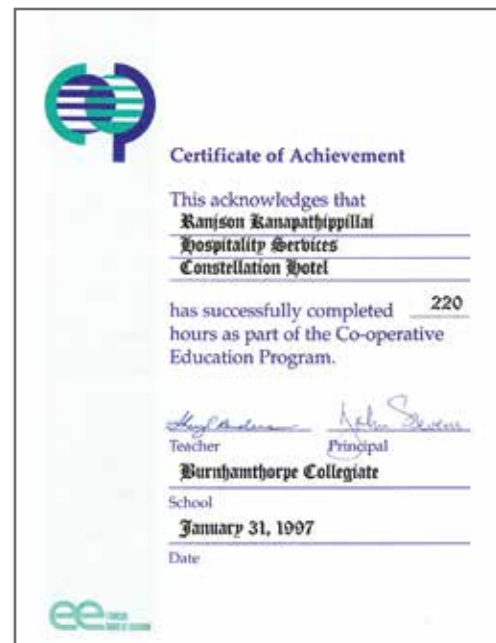 Certificate of Achievement
This acknowledges that
Ranjson Kanapathippillai
Hospitality Services
Constellation Hotel
has successfully completed 220
hours as part of the Co-operative
Education Program.
Teacher Principal
Burnhamthorpe Collegiate
School
January 31, 1997
Date
ee